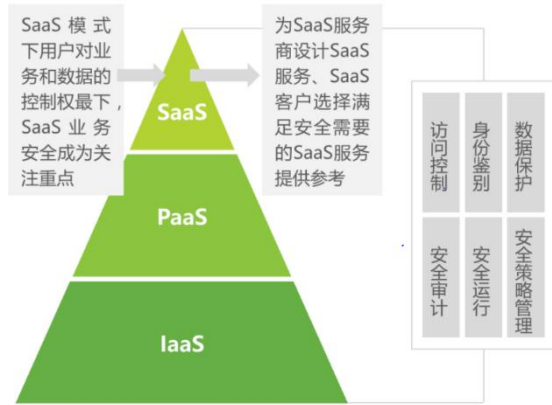 SaaS 模式
下用户对业
务和数据的
控制权最下，
SaaS 业务
安全成为关
注重点
为SaaS服务
商设计SaaS
服务、SaaS
客户选择满
足安全需要
的SaaS服务
提供参考
SaaS
PaaS
IaaS
访问控制
身份鉴别
数据保护
安全审计
安全运行
安全策略管理